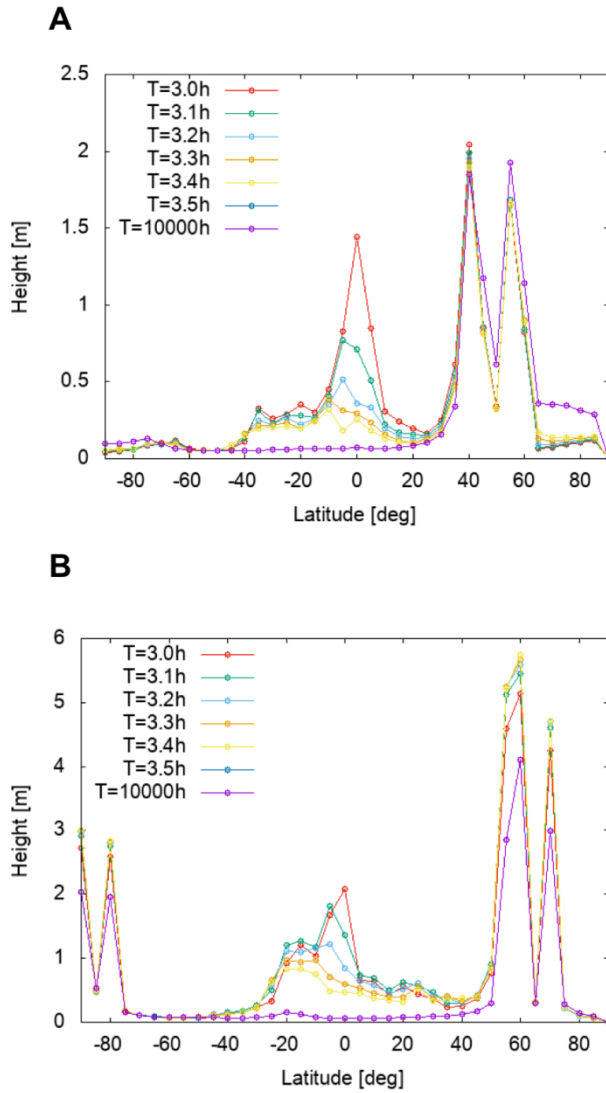 A
2.5
2
1.5
1
0.5
0
Height [m]
T=3.0h
T=3.1h
T=3.2h
T=3.3h
T=3.4h
T=3.5h
T=10000h
-80 -60 -40 -20 0 20 40 60 80
Latitude [deg]
B
6
5
4
3
2
1
0
Height [m]
T=3.0h
T=3.1h
T=3.2h
T=3.3h
T=3.4h
T=3.5h
T=10000h
-80 -60 -40 -20 0 20 40 60 80
Latitude [deg]